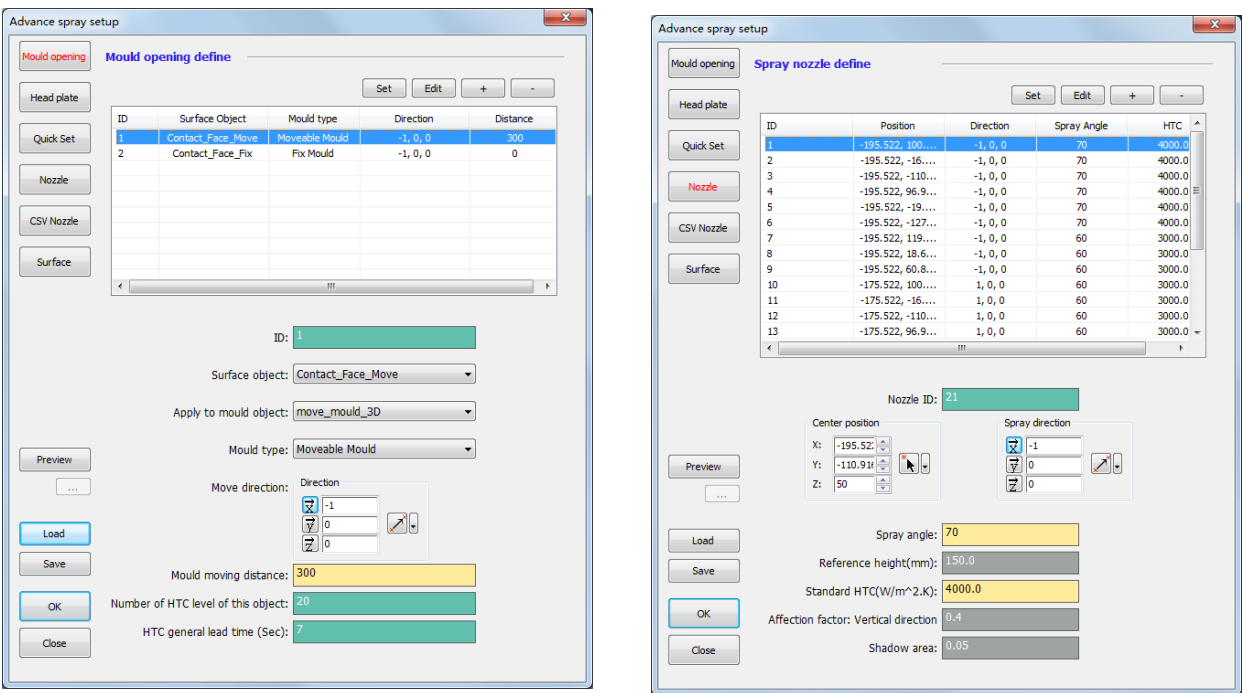 Advance spray setup
Mould opening
Mould opening define
Head plate
Set Edit + -
ID Surface Object Mould type Direction Distance
Quick Set
1 Contact_Face_Move Moveable Mould -1, 0, 0 300
2 Contact_Face_Fix Fix Mould -1, 0, 0 0
Nozzle
CSV Nozzle
Surface
ID: 1
Surface object: Contact_Face_Move
Apply to mould object: move_mould_3D
Mould type: Moveable Mould
Preview
...
Move direction: Direction
X -1
y 0
Z 0
Load
Save
Mould moving distance: 300
OK
Number of HTC level of this object: 20
HTC general lead time (Sec): 7
Close
Advance spray setup
Mould opening
Spray nozzle define
Head plate
Set Edit + -
ID Position Direction Spray Angle HTC
Quick Set
1 -195.522, 100.... -1, 0, 0 70 4000.0
2 -195.522, -16.... -1, 0, 0 70 4000.0
3 -195.522, -110... -1, 0, 0 70 4000.0
Nozzle
4 -195.522, 96.9... -1, 0, 0 70 4000.0
5 -195.522, -19.... -1, 0, 0 70 4000.0
6 -195.522, -127... -1, 0, 0 70 4000.0
CSV Nozzle
7 -195.522, 119.... -1, 0, 0 60 3000.0
8 -195.522, 18.6... -1, 0, 0 60 3000.0
Surface
9 -195.522, 60.8... -1, 0, 0 60 3000.0
10 -175.522, 100.... 1, 0, 0 60 3000.0
11 -175.522, -16.... 1, 0, 0 60 3000.0
12 -175.522, -110... 1, 0, 0 60 3000.0
13 -175.522, 96.9... 1, 0, 0 60 3000.0
Nozzle ID: 21
Center position Spray direction
X: -195.52 X -1
Y: -110.91 y 0
Z: 50 Z 0
Preview
...
Load
Spray angle: 70
Reference height(mm): 150.0
Save
Standard HTC(W/m^2.K): 4000.0
OK
Affection factor: Vertical direction 0.4
Close
Shadow area: 0.05